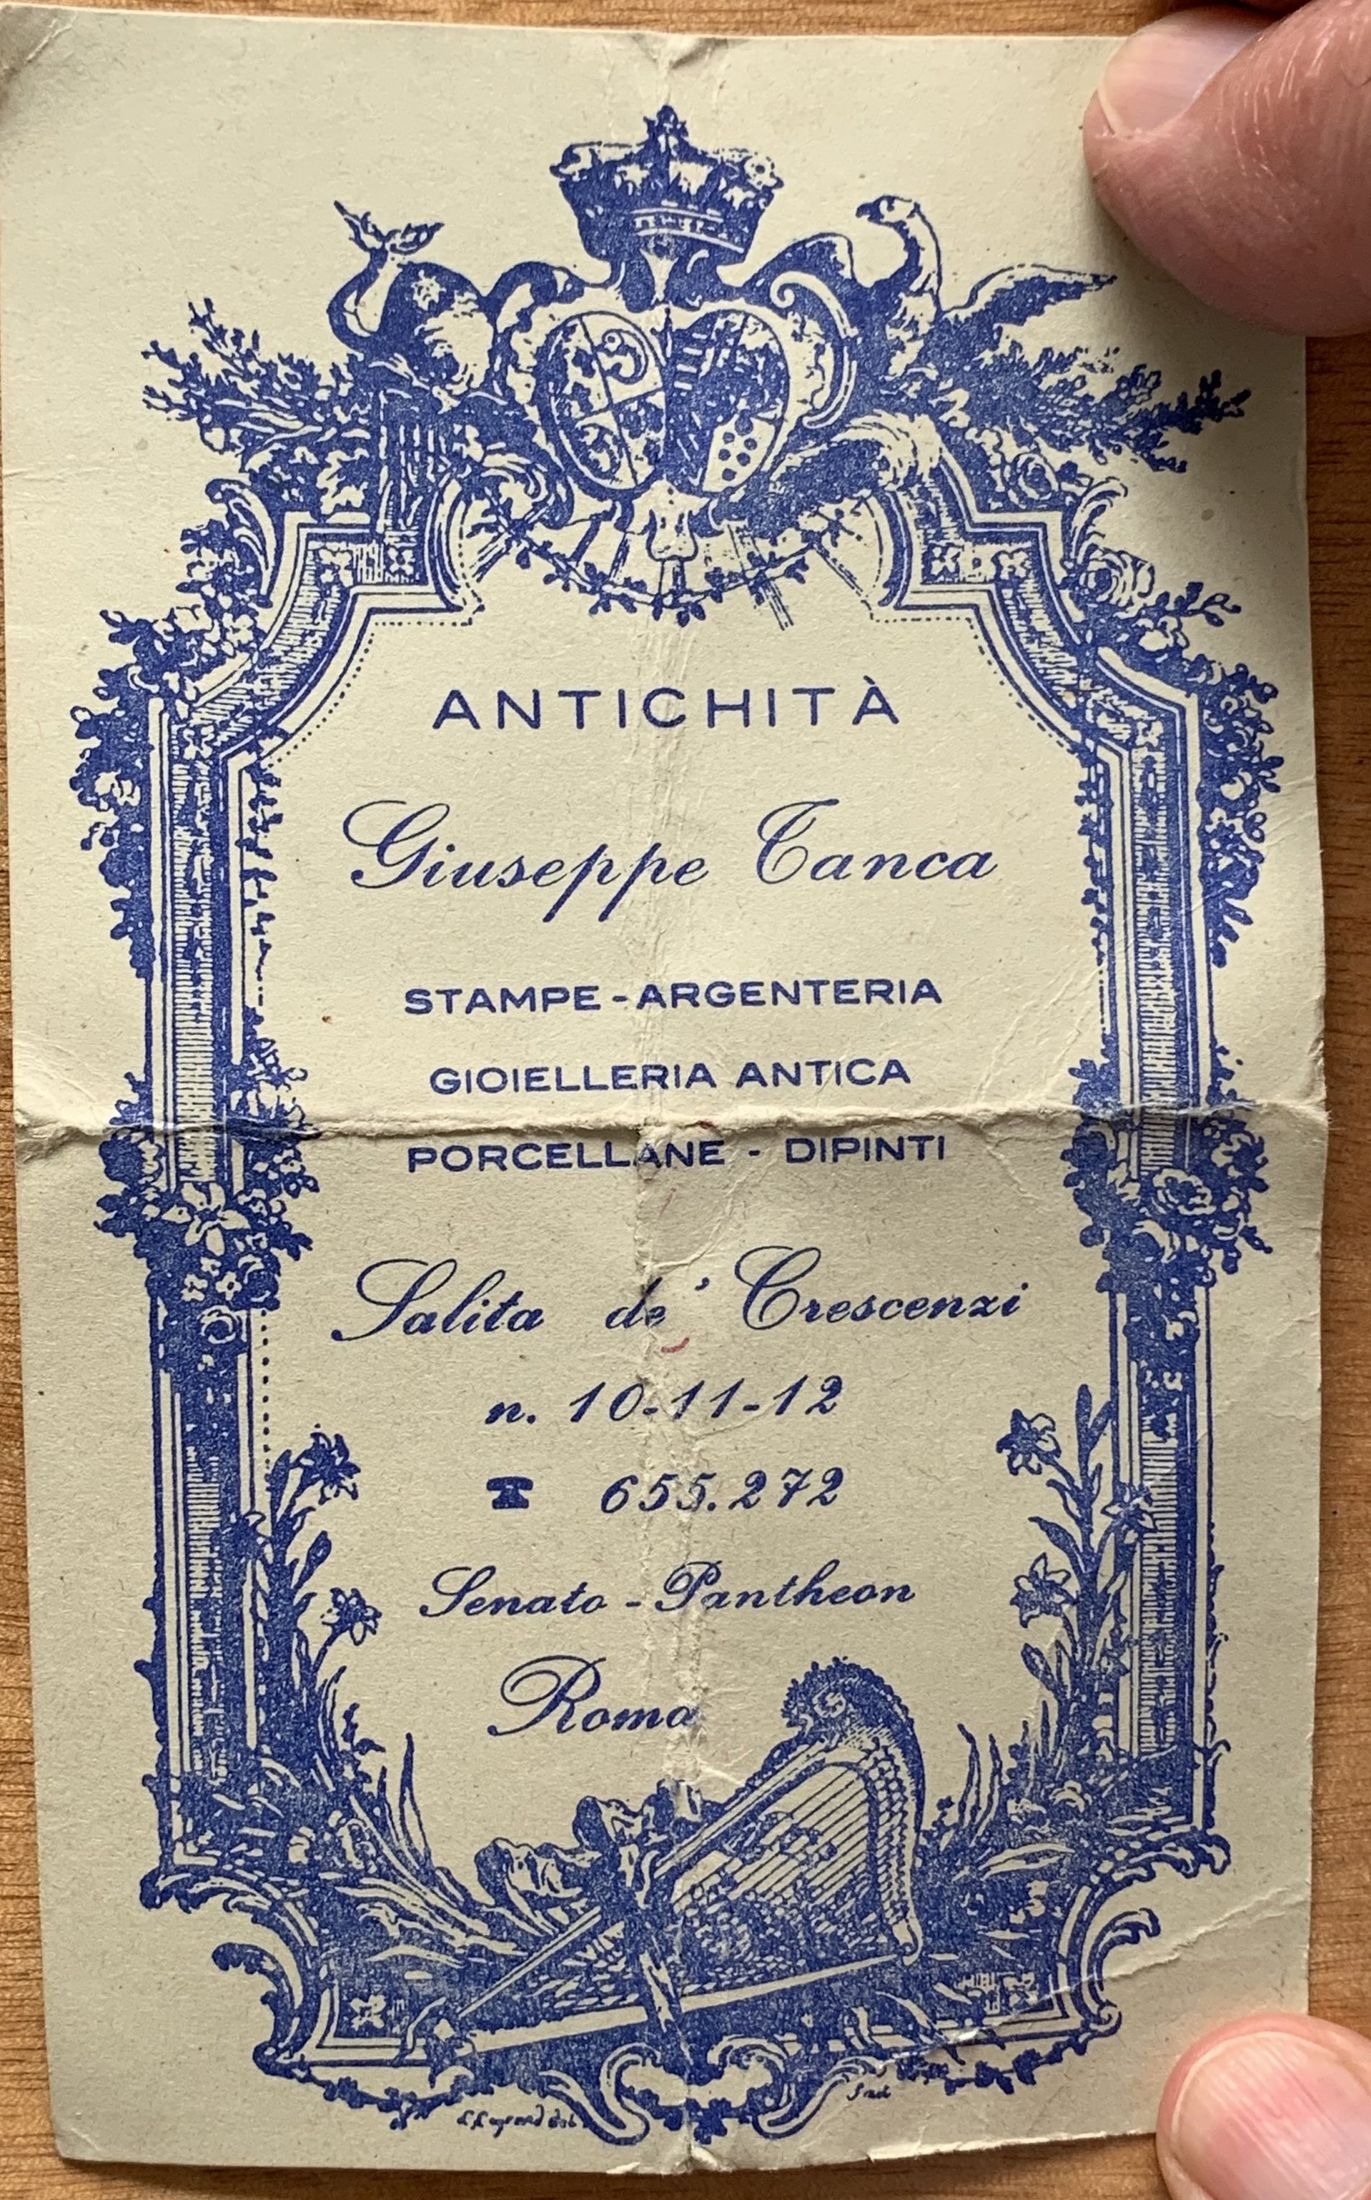 ANTICHITÀ
Giuseppe Tanca
STAMPE - ARGENTERIA
GIOIELLERIA ANTICA
PORCELLANE - DIPINTI
Salita de' Crescenzi
n. 10-11-12
☎ 655.272
Senato - Pantheon
Roma